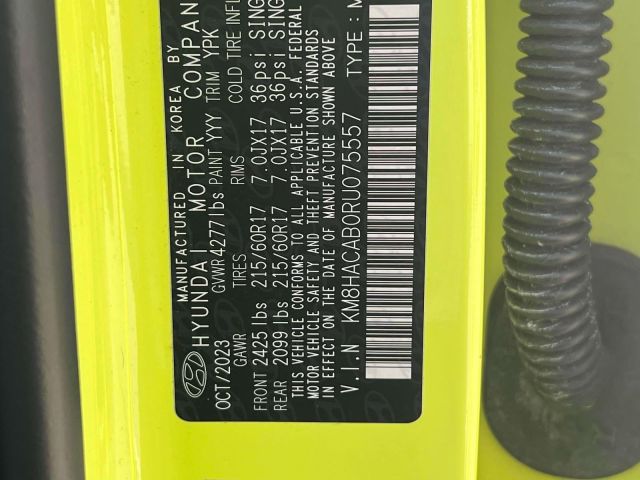 MANUFACTURED IN KOREA BY
HYUNDAI MOTOR COMPAN
OCT/2023 GVWR 4277lbs PAINT YYY TRIM YPK
GAWR TIRES RIMS COLD TIRE INFL
FRONT 2425lbs 215/60R17 7.0JX17 36psi SING
REAR 2099lbs 215/60R17 7.0JX17 36psi SING
THIS VEHICLE CONFORMS TO ALL APPLICABLE U.S.A. FEDERAL
MOTOR VEHICLE SAFETY AND THEFT PREVENTION STANDARDS
IN EFFECT ON THE DATE OF MANUFACTURE SHOWN ABOVE.
V.I.N KM8HACAB0RU075557 TYPE: M